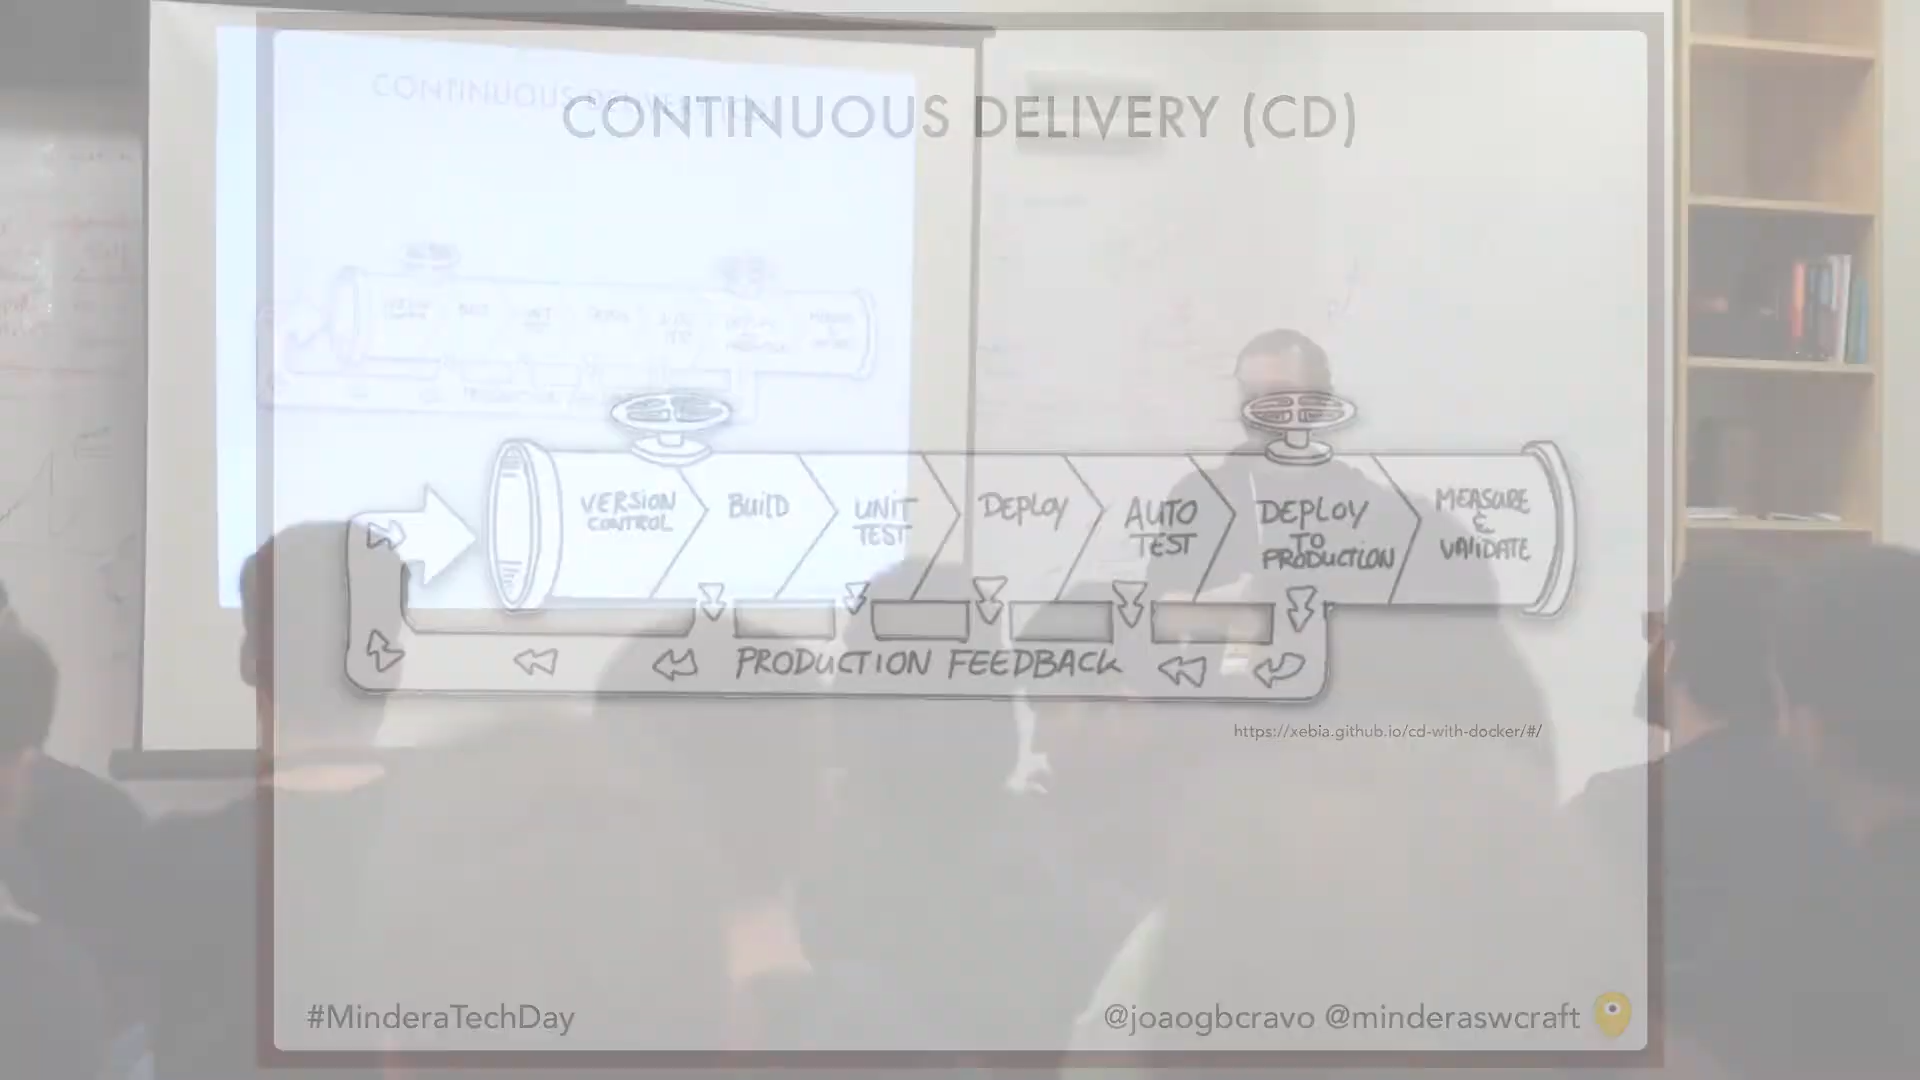 CONTINUOUS DELIVERY (CD)
VERSION
CONTROL
BUILD
UNIT
TEST
DEPLOY
AUTO
TEST
DEPLOY
TO
PRODUCTION
MEASURE
&
VALIDATE
PRODUCTION FEEDBACK
https://xebia.github.io/cd-with-docker/#/
#MinderaTechDay
@joaogbcravo @minderaswcraft